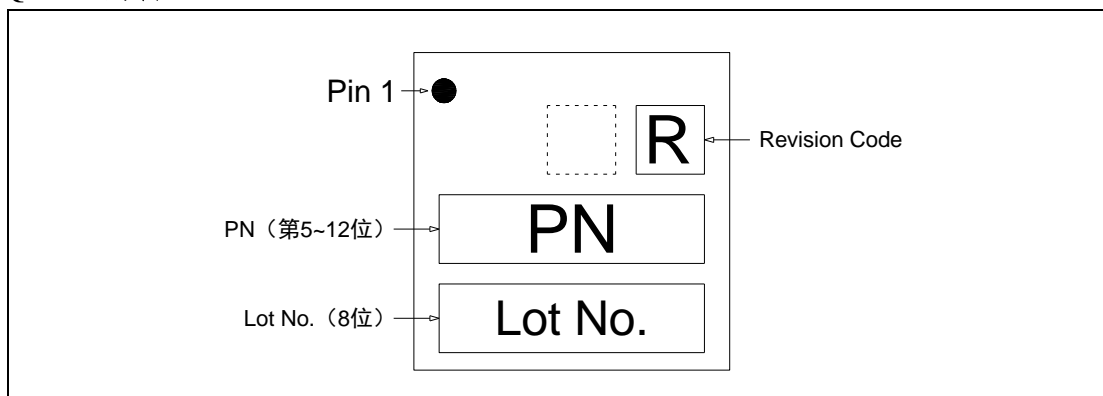 Pin 1
R
Revision Code
PN（第5~12位）
PN
Lot No.（8位）
Lot No.